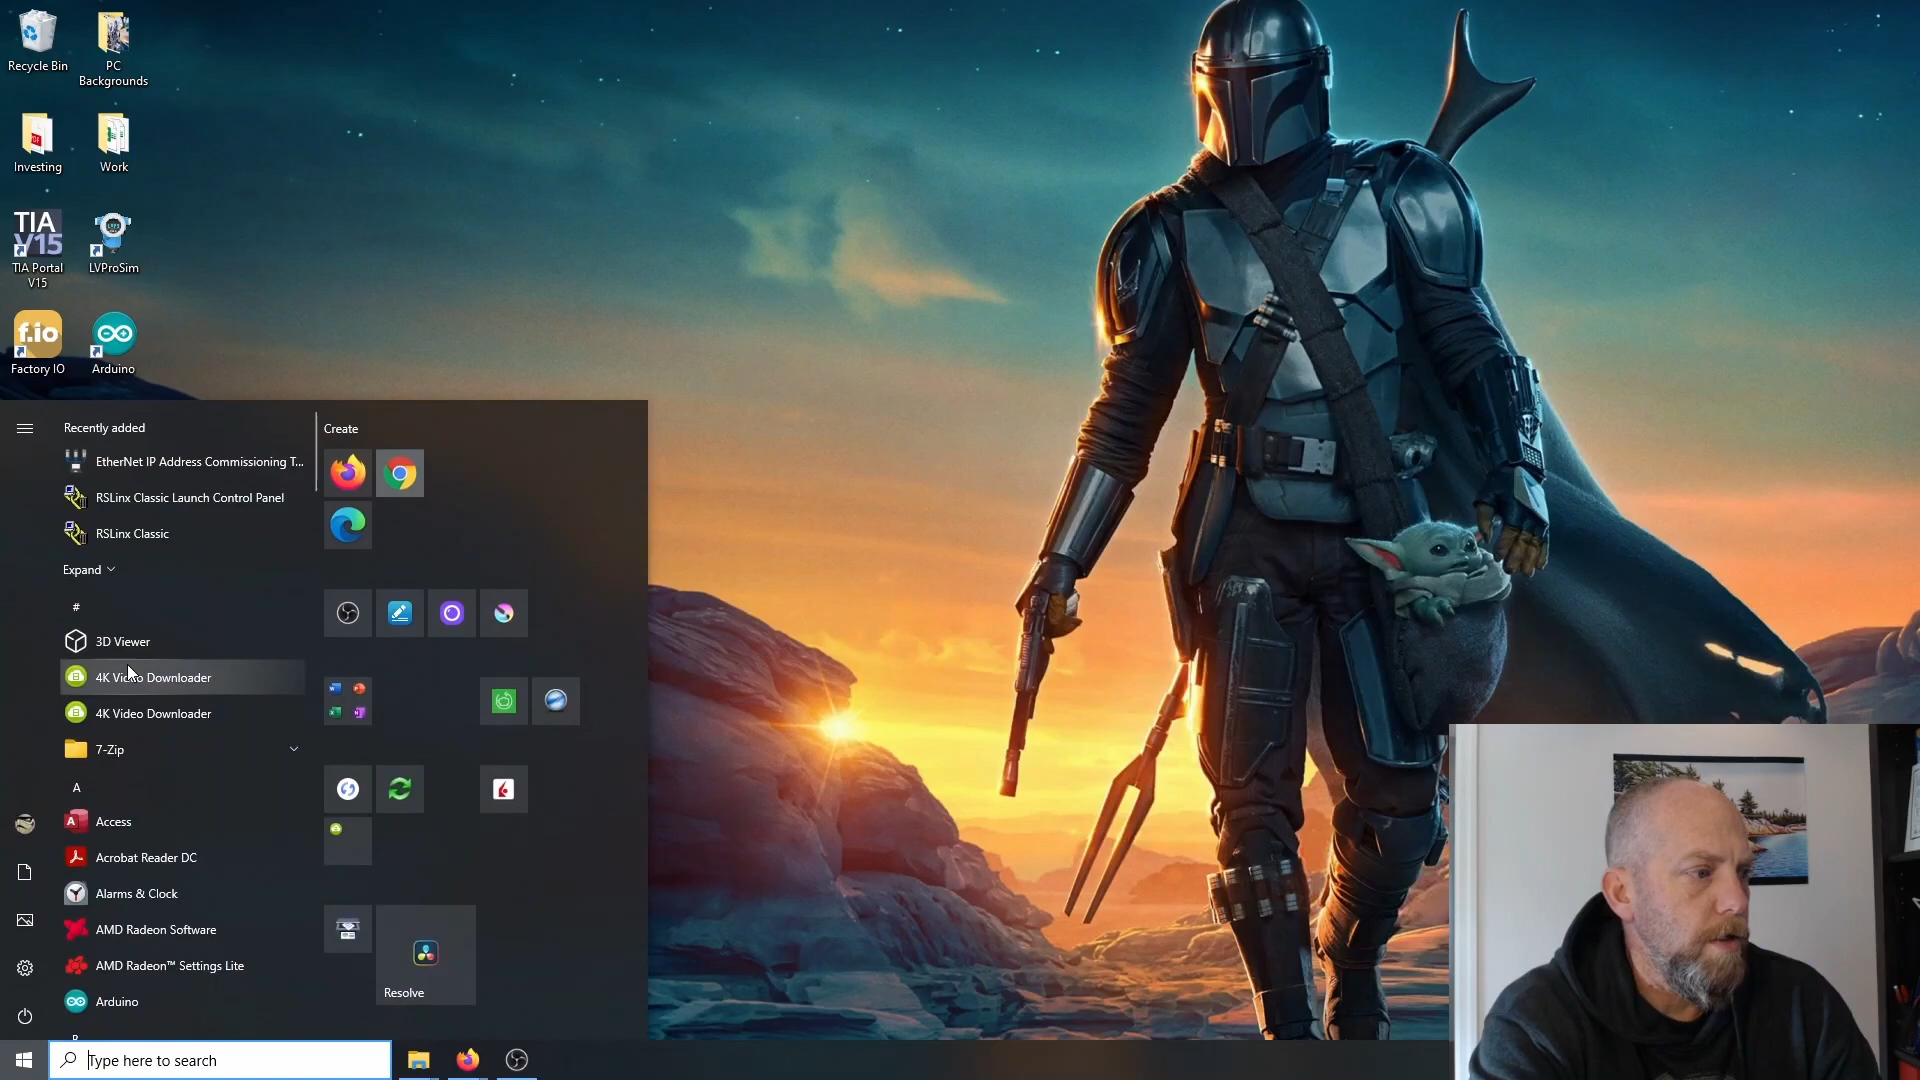 Recycle Bin
PC
Backgrounds
Investing
Work
TIA
V15
TIA Portal
V15
LVProSim
f.io
Factory IO
Arduino
Recently added
EtherNet IP Address Commissioning T...
RSLinx Classic Launch Control Panel
RSLinx Classic
Expand
#
3D Viewer
4K Video Downloader
4K Video Downloader
7-Zip
A
Access
Acrobat Reader DC
Alarms & Clock
AMD Radeon Software
AMD Radeon™ Settings Lite
Arduino
Create
Resolve
Type here to search